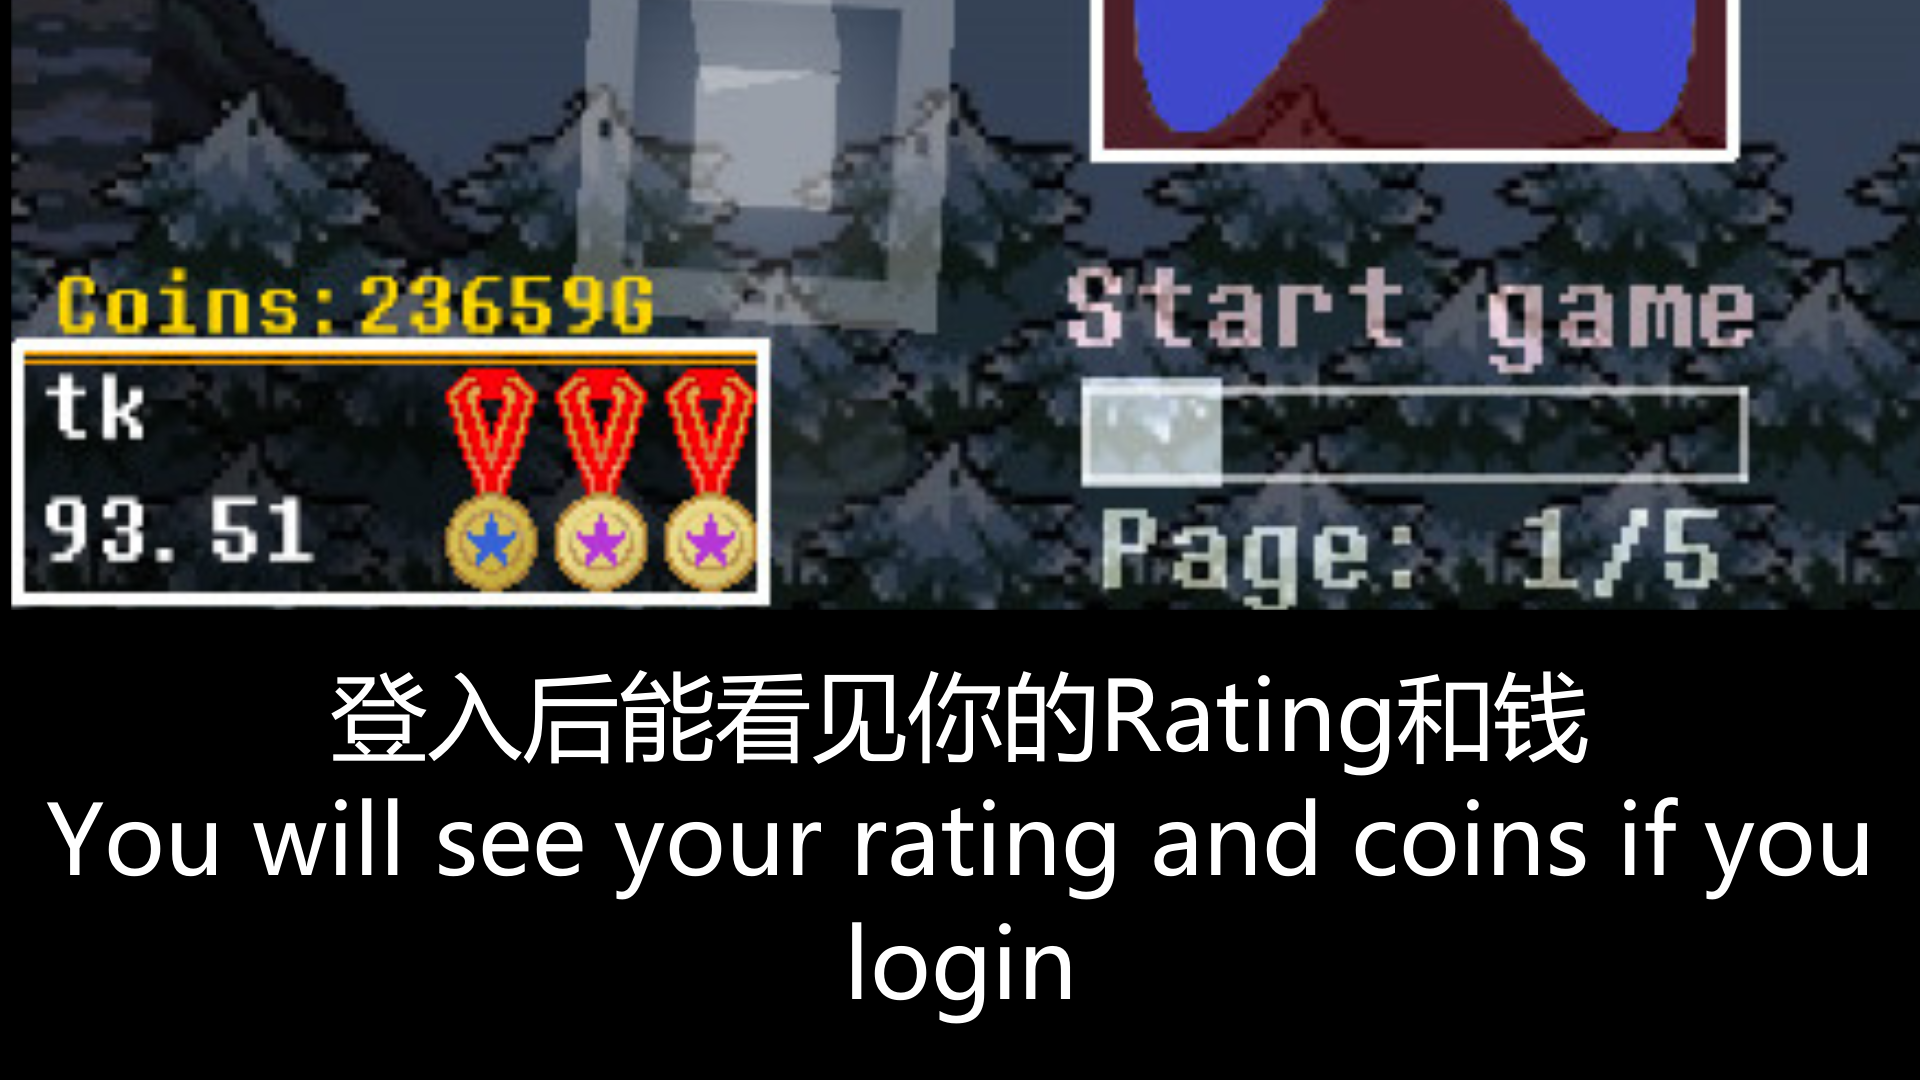 Coins:23659G
tk
93.51
Start game
Page: 1/5
登入后能看见你的Rating和钱
You will see your rating and coins if you
login